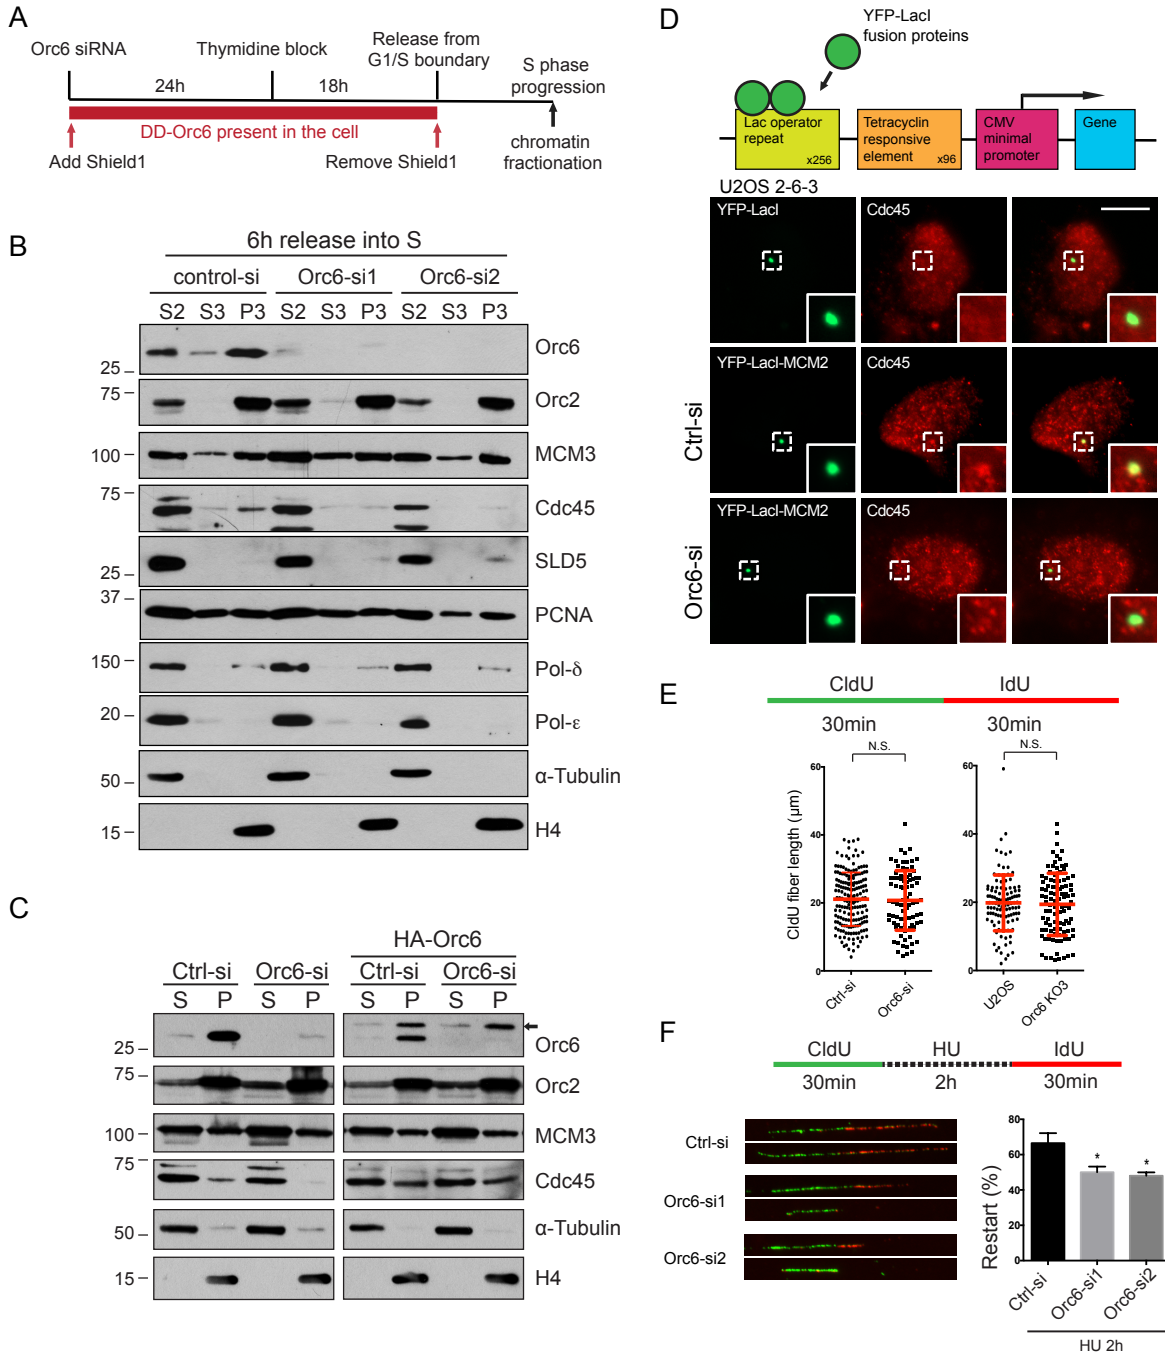 A
Orc6 siRNA
Thymidine block
Release from
G1/S boundary
S phase
progression
24h
18h
DD-Orc6 present in the cell
Add Shield1
Remove Shield1
chromatin
fractionation
B
6h release into S
control-si Orc6-si1 Orc6-si2
S2 S3 P3 S2 S3 P3 S2 S3 P3
25 Orc6
75 Orc2
100 MCM3
75 Cdc45
25 SLD5
37 PCNA
150 Pol-δ
20 Pol-ε
50 α-Tubulin
15 H4
C
HA-Orc6
Ctrl-si Orc6-si Ctrl-si Orc6-si
S P S P S P S P
25 Orc6
75 Orc2
100 MCM3
75 Cdc45
50 α-Tubulin
15 H4
D
YFP-LacI
fusion proteins
Lac operator
repeat
x256
Tetracyclin
responsive
element
x96
CMV
minimal
promoter
Gene
U2OS 2-6-3
YFP-LacI Cdc45
Ctrl-si
YFP-LacI-MCM2 Cdc45
Orc6-si
YFP-LacI-MCM2 Cdc45
E
CldU IdU
30min 30min
N.S. N.S.
CldU fiber length (μm)
60
40
20
0
Ctrl-si Orc6-si
60
40
20
0
U2OS Orc6 KO3
F
CldU HU IdU
30min 2h 30min
Ctrl-si
Orc6-si1
Orc6-si2
Restart (%)
80
60
40
20
0
* *
Ctrl-si Orc6-si1 Orc6-si2
HU 2h